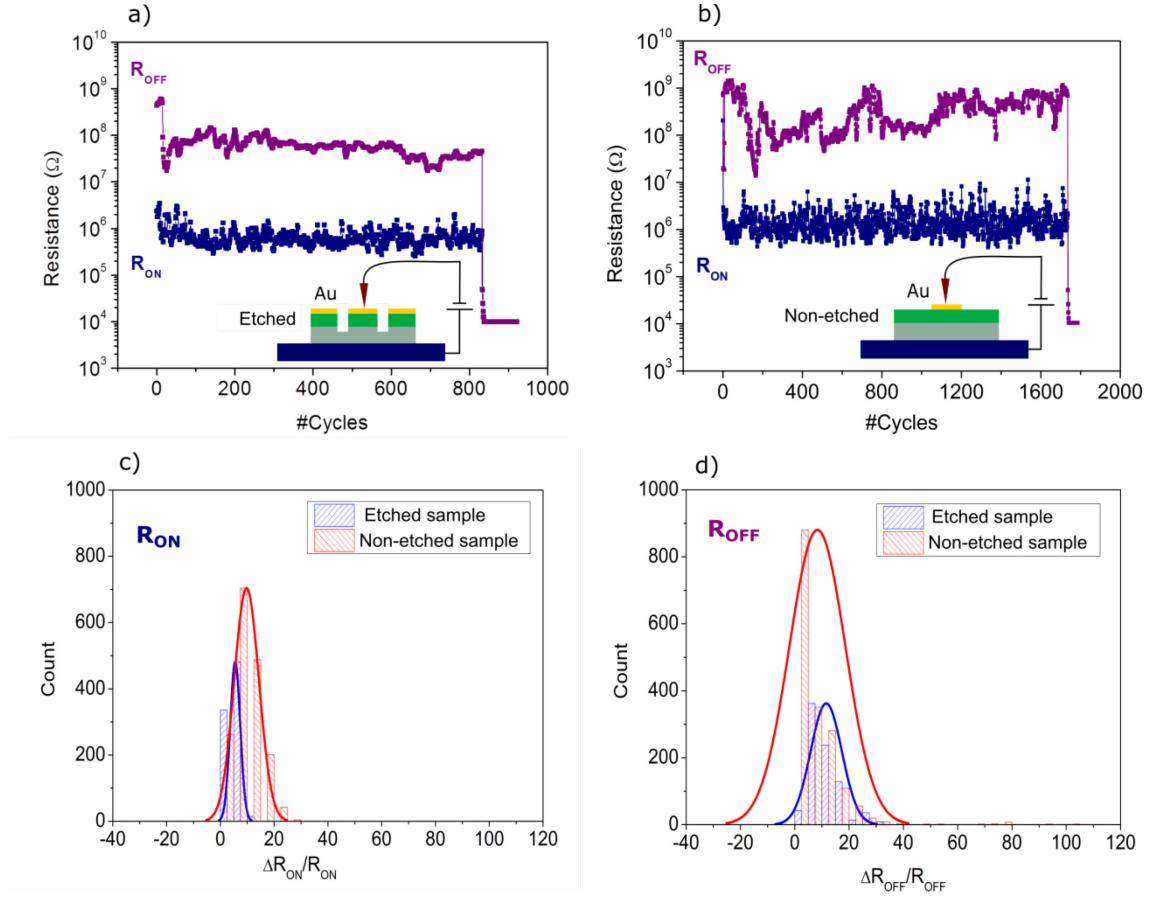 a)
10^10
10^9
10^8
10^7
10^6
10^5
10^4
10^3
Resistance (Ω)
R_OFF
R_ON
Au
Etched
0 200 400 600 800 1000
#Cycles
b)
10^10
10^9
10^8
10^7
10^6
10^5
10^4
10^3
Resistance (Ω)
R_OFF
R_ON
Au
Non-etched
0 400 800 1200 1600 2000
#Cycles
c)
1000
800
600
400
200
0
Count
R_ON
Etched sample
Non-etched sample
-40 -20 0 20 40 60 80 100 120
ΔR_ON/R_ON
d)
1000
800
600
400
200
0
Count
R_OFF
Etched sample
Non-etched sample
-40 -20 0 20 40 60 80 100 120
ΔR_OFF/R_OFF